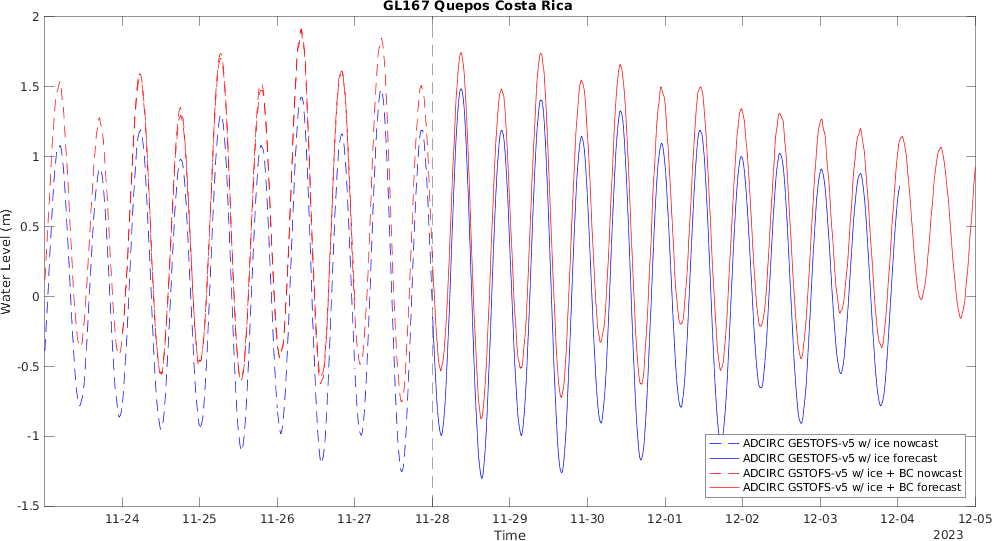 GL167 Quepos Costa Rica
2
1.5
1
0.5
0
-0.5
-1
-1.5
Water Level (m)
ADCIRC GESTOFS-v5 w/ ice nowcast
ADCIRC GESTOFS-v5 w/ ice forecast
ADCIRC GSTOFS-v5 w/ ice + BC nowcast
ADCIRC GSTOFS-v5 w/ ice + BC forecast
11-24 11-25 11-26 11-27 11-28 11-29 11-30 12-01 12-02 12-03 12-04 12-05
Time
2023